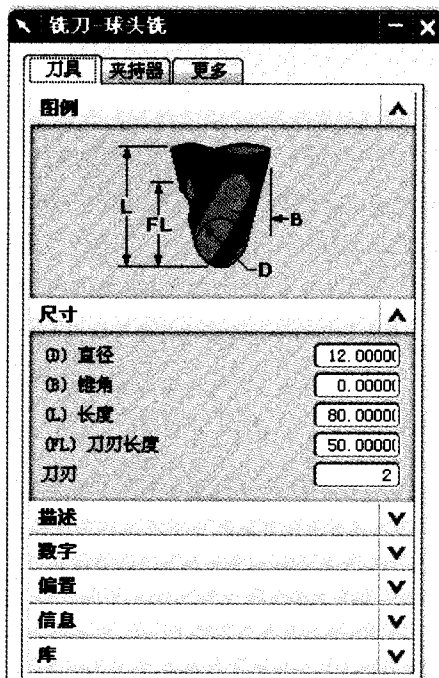 铣刀-球头铣
刀具 夹持器 更多
图例
L
FL
B
D
尺寸
(D) 直径 12.0000(
(B) 锥角 0.0000(
(L) 长度 80.0000(
(FL) 刀刃长度 50.0000(
刀刃 2
描述
数字
偏置
信息
库